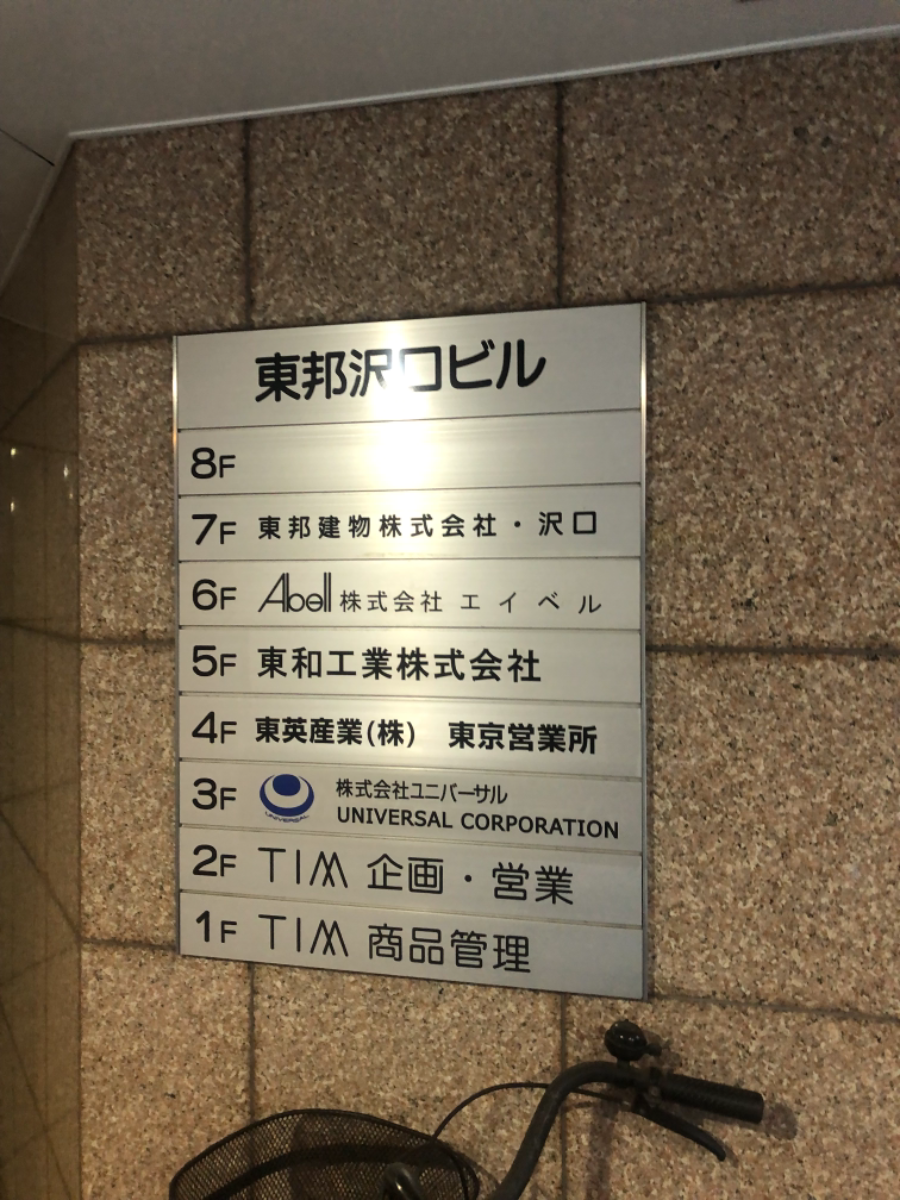 東邦沢口ビル
8F
7F 東邦建物株式会社・沢口
6F Abell 株式会社 エイベル
5F 東和工業株式会社
4F 東英産業(株) 東京営業所
3F UNIVERSAL 株式会社ユニバーサル
UNIVERSAL CORPORATION
2F TIM 企画・営業
1F TIM 商品管理